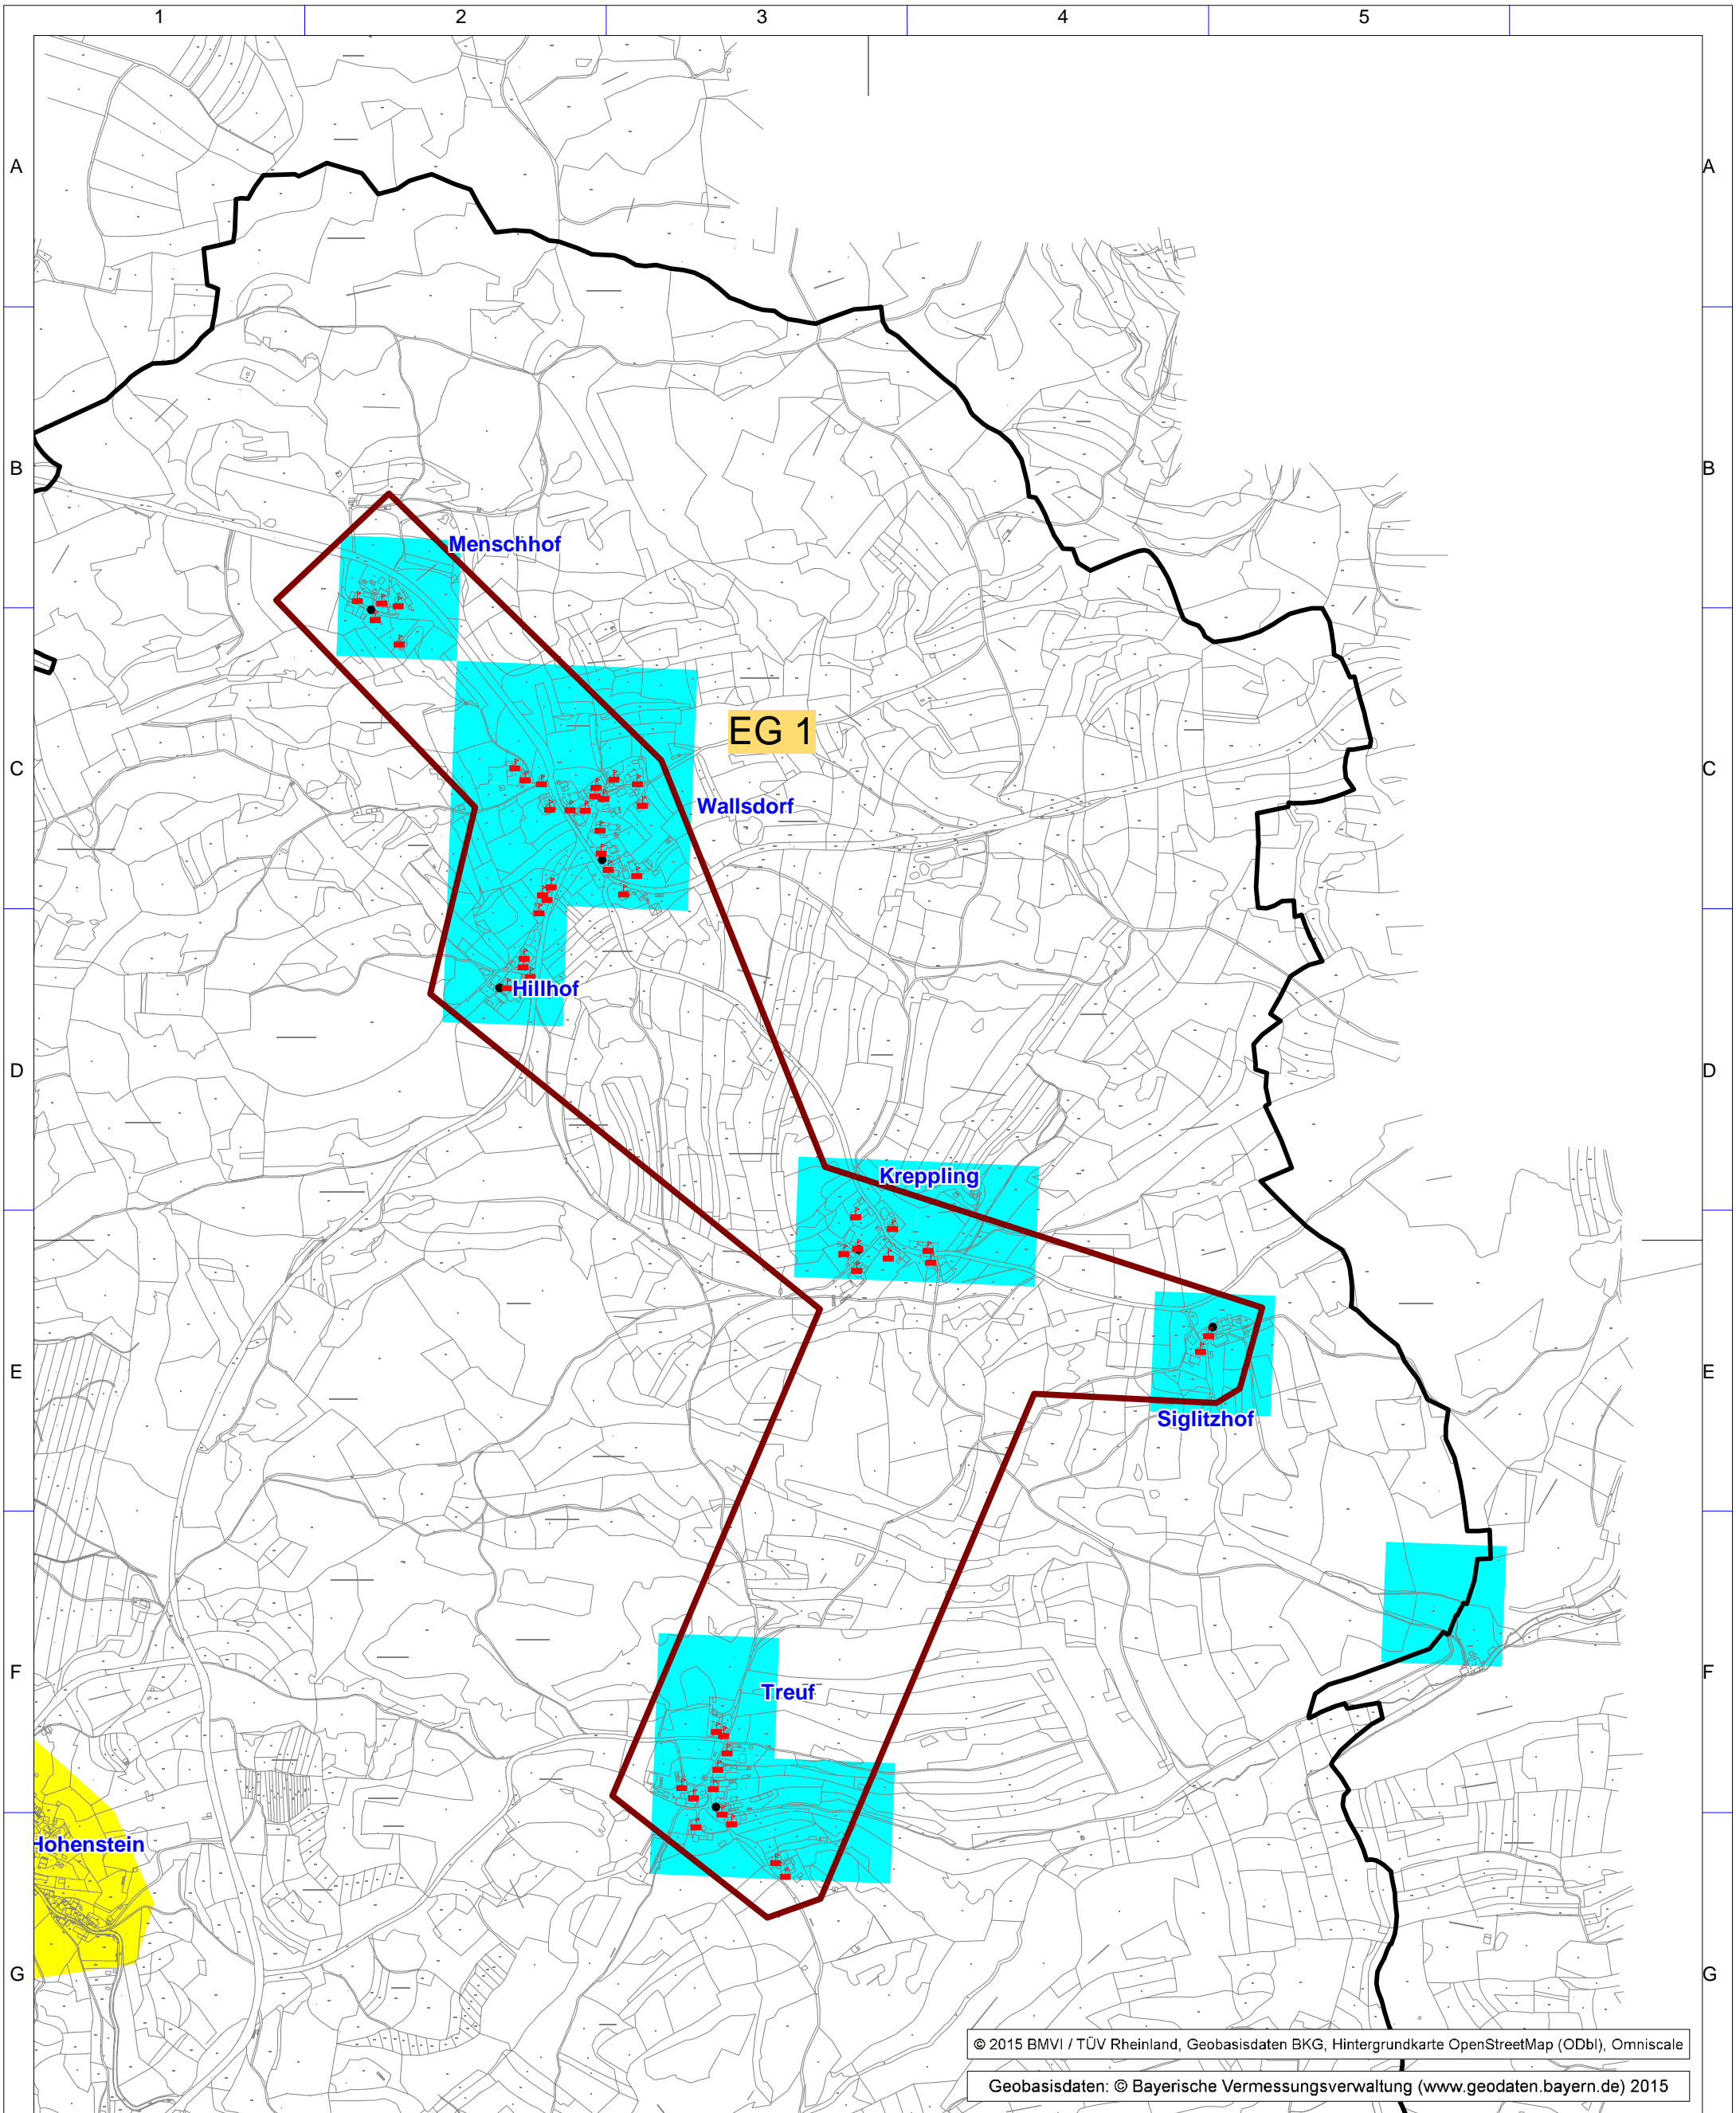 1 2 3 4 5
A A
B B
Menschhof
EG 1
C C
Wallsdorf
Hillhof
D D
Kreppling
E E
Siglitzhof
F F
Treuf
Hohenstein
G G
© 2015 BMVI / TÜV Rheinland, Geobasisdaten BKG, Hintergrundkarte OpenStreetMap (ODbl), Omniscale
Geobasisdaten: © Bayerische Vermessungsverwaltung (www.geodaten.bayern.de) 2015